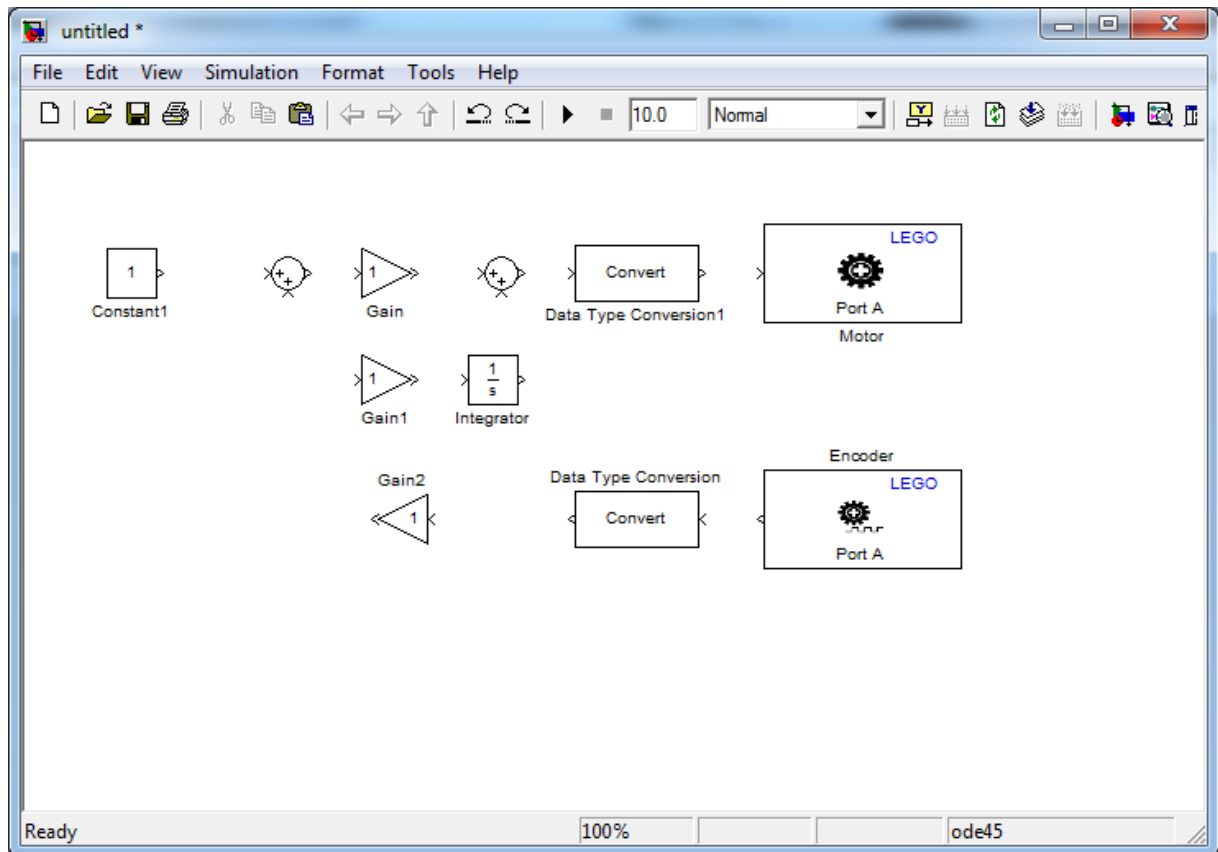 untitled *
File Edit View Simulation Format Tools Help
10.0 Normal
LEGO
1 1 Convert
Port A
Constant1 Gain Data Type Conversion1
Motor
1 1
s
Gain1 Integrator
Encoder
Gain2 Data Type Conversion
LEGO
1 Convert
Port A
Ready 100% ode45